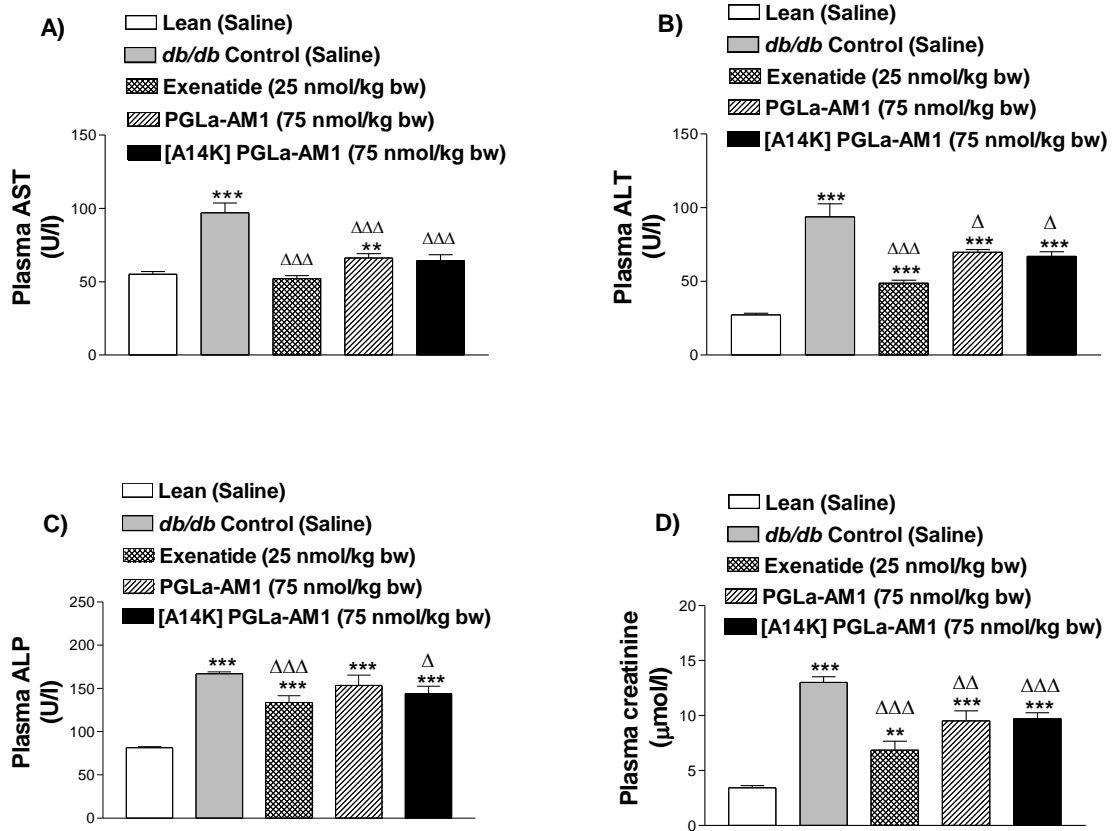 A)
Lean (Saline)
db/db Control (Saline)
Exenatide (25 nmol/kg bw)
PGLa-AM1 (75 nmol/kg bw)
[A14K] PGLa-AM1 (75 nmol/kg bw)
Plasma AST
(U/l)
150
100
50
0
***
ΔΔΔ
ΔΔΔ
**
ΔΔΔ
B)
Lean (Saline)
db/db Control (Saline)
Exenatide (25 nmol/kg bw)
PGLa-AM1 (75 nmol/kg bw)
[A14K] PGLa-AM1 (75 nmol/kg bw)
Plasma ALT
(U/l)
150
100
50
0
***
ΔΔΔ
***
Δ
***
Δ
***
C)
Lean (Saline)
db/db Control (Saline)
Exenatide (25 nmol/kg bw)
PGLa-AM1 (75 nmol/kg bw)
[A14K] PGLa-AM1 (75 nmol/kg bw)
Plasma ALP
(U/l)
250
200
150
100
50
0
***
ΔΔΔ
***
***
Δ
***
D)
Lean (Saline)
db/db Control (Saline)
Exenatide (25 nmol/kg bw)
PGLa-AM1 (75 nmol/kg bw)
[A14K] PGLa-AM1 (75 nmol/kg bw)
Plasma creatinine
(μmol/l)
20
15
10
5
0
***
ΔΔΔ
**
ΔΔ
***
ΔΔΔ
***